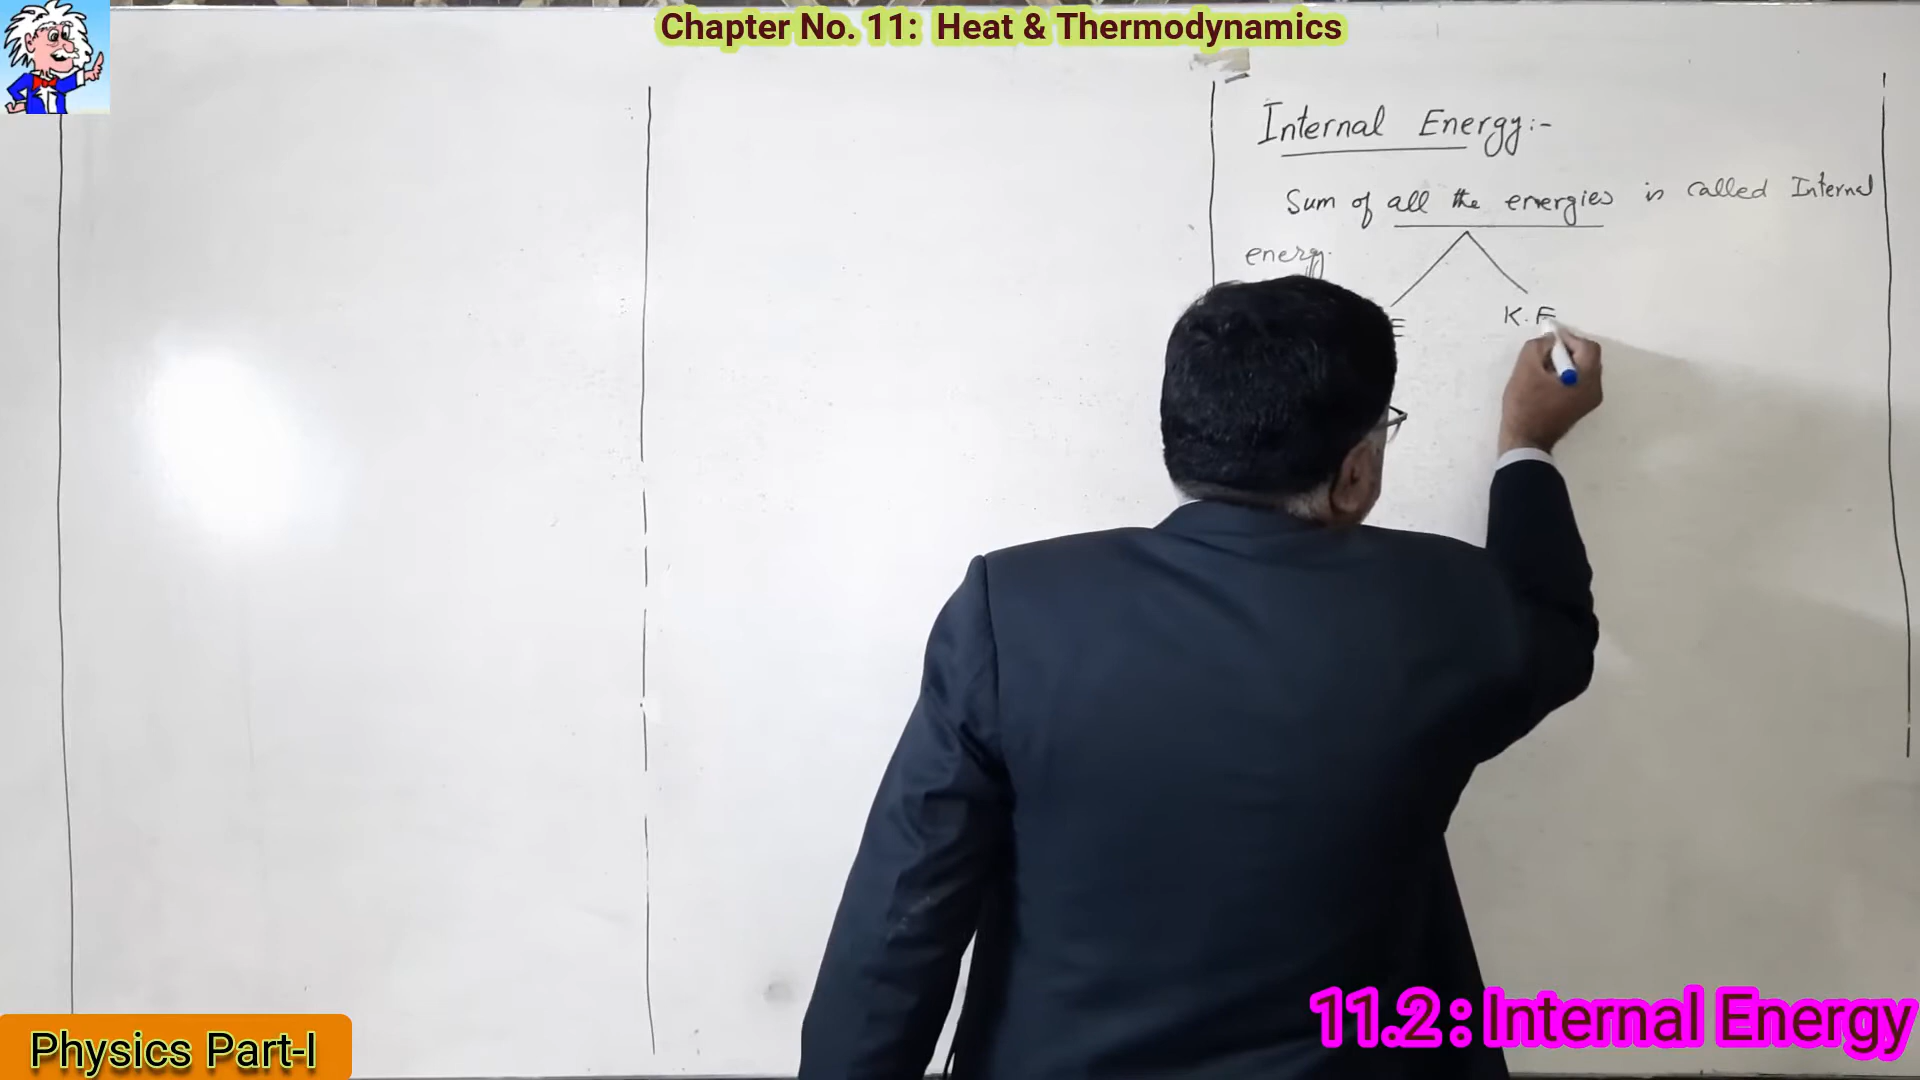 Chapter No. 11: Heat & Thermodynamics
Internal Energy:-
Sum of all the energies is called Internal
energy.
E
K.E
Physics Part-I
11.2 : Internal Energy